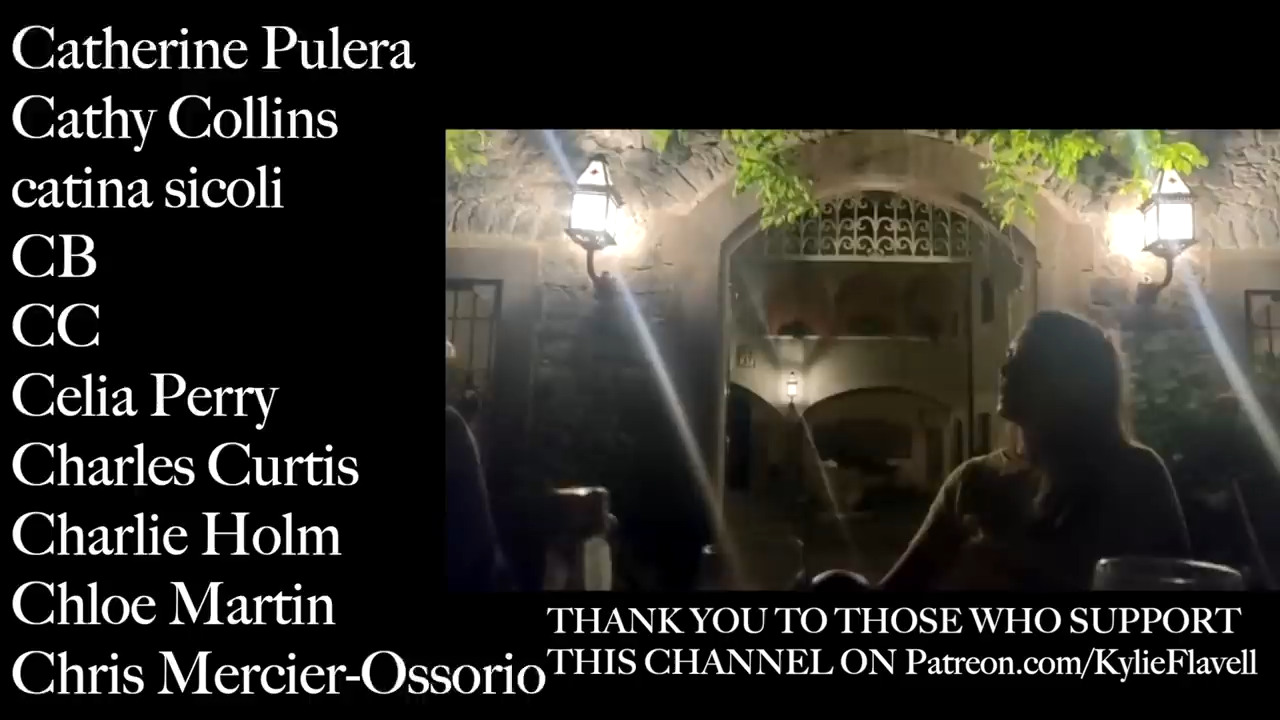 Catherine Pulera
Cathy Collins
catina sicoli
CB
CC
Celia Perry
Charles Curtis
Charlie Holm
Chloe Martin
Chris Mercier-Ossorio
THANK YOU TO THOSE WHO SUPPORT
THIS CHANNEL ON Patreon.com/KylieFlavell